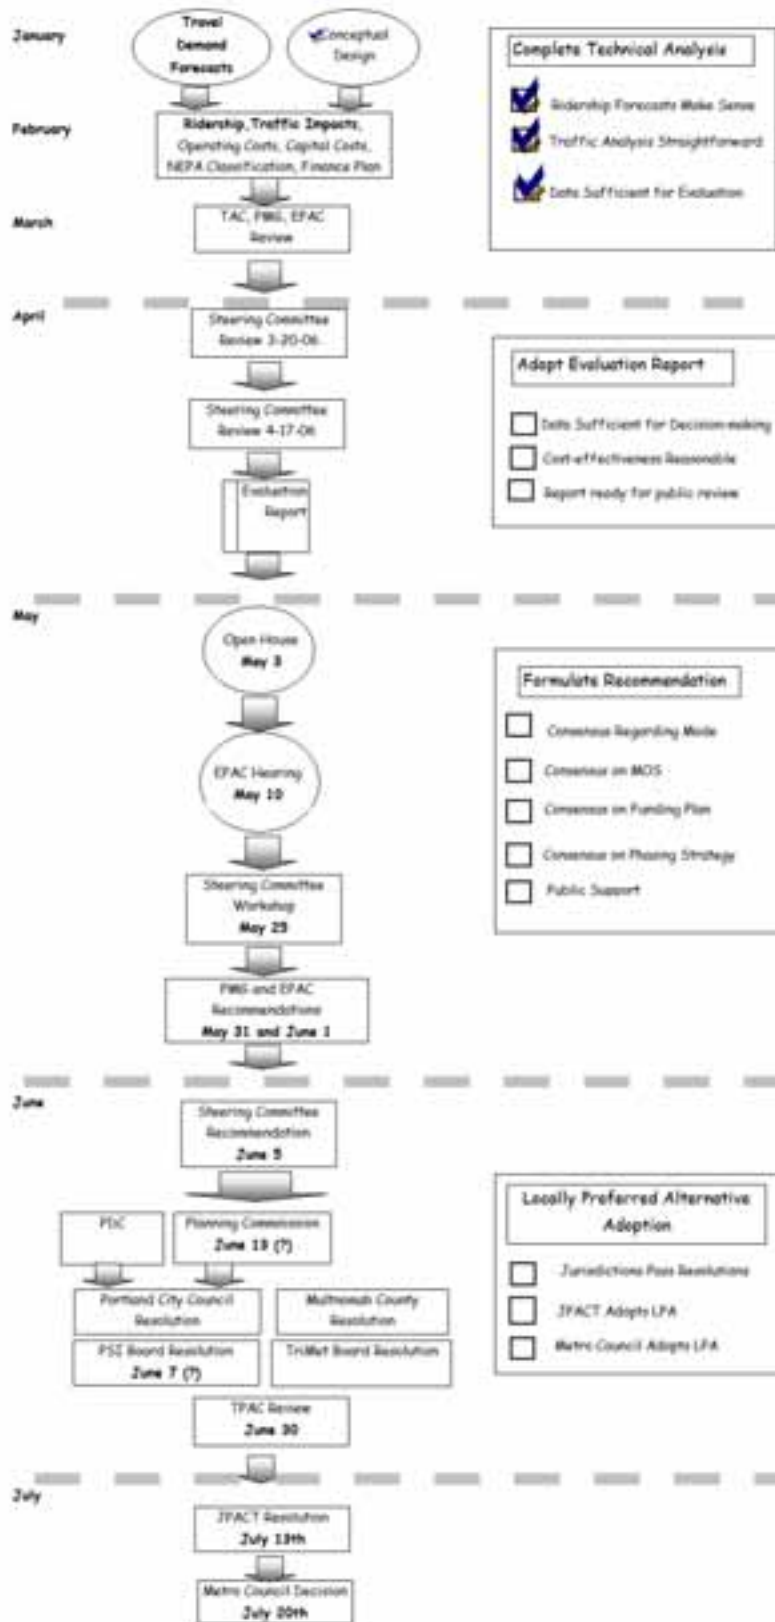 January
Travel
Demand
Forecasts
Conceptual
Design
February
Ridership, Traffic Impacts,
Operating Costs, Capital Costs,
NEPA Classification, Finance Plan
March
TAC, PMG, EPAC
Review
Complete Technical Analysis
Ridership Forecasts Make Sense
Traffic Analysis Straightforward
Data Sufficient for Evaluation
April
Steering Committee
Review 3-20-06
Steering Committee
Review 4-17-06
Evaluation
Report
Adopt Evaluation Report
Data Sufficient for Decision-making
Cost-effectiveness Reasonable
Report ready for public review
May
Open House
May 3
EPAC Hearing
May 10
Steering Committee
Workshop
May 25
PMG and EPAC
Recommendations
May 31 and June 1
Formulate Recommendation
Consensus Regarding Mode
Consensus on MOS
Consensus on Funding Plan
Consensus on Phasing Strategy
Public Support
June
Steering Committee
Recommendation
June 5
PDC
Planning Commission
June 13 (?)
Portland City Council
Resolution
Multnomah County
Resolution
PSI Board Resolution
June 7 (?)
TriMet Board Resolution
TPAC Review
June 30
Locally Preferred Alternative
Adoption
Jurisdictions Pass Resolutions
JPACT Adopts LPA
Metro Council Adopts LPA
July
JPACT Resolution
July 13th
Metro Council Decision
July 20th